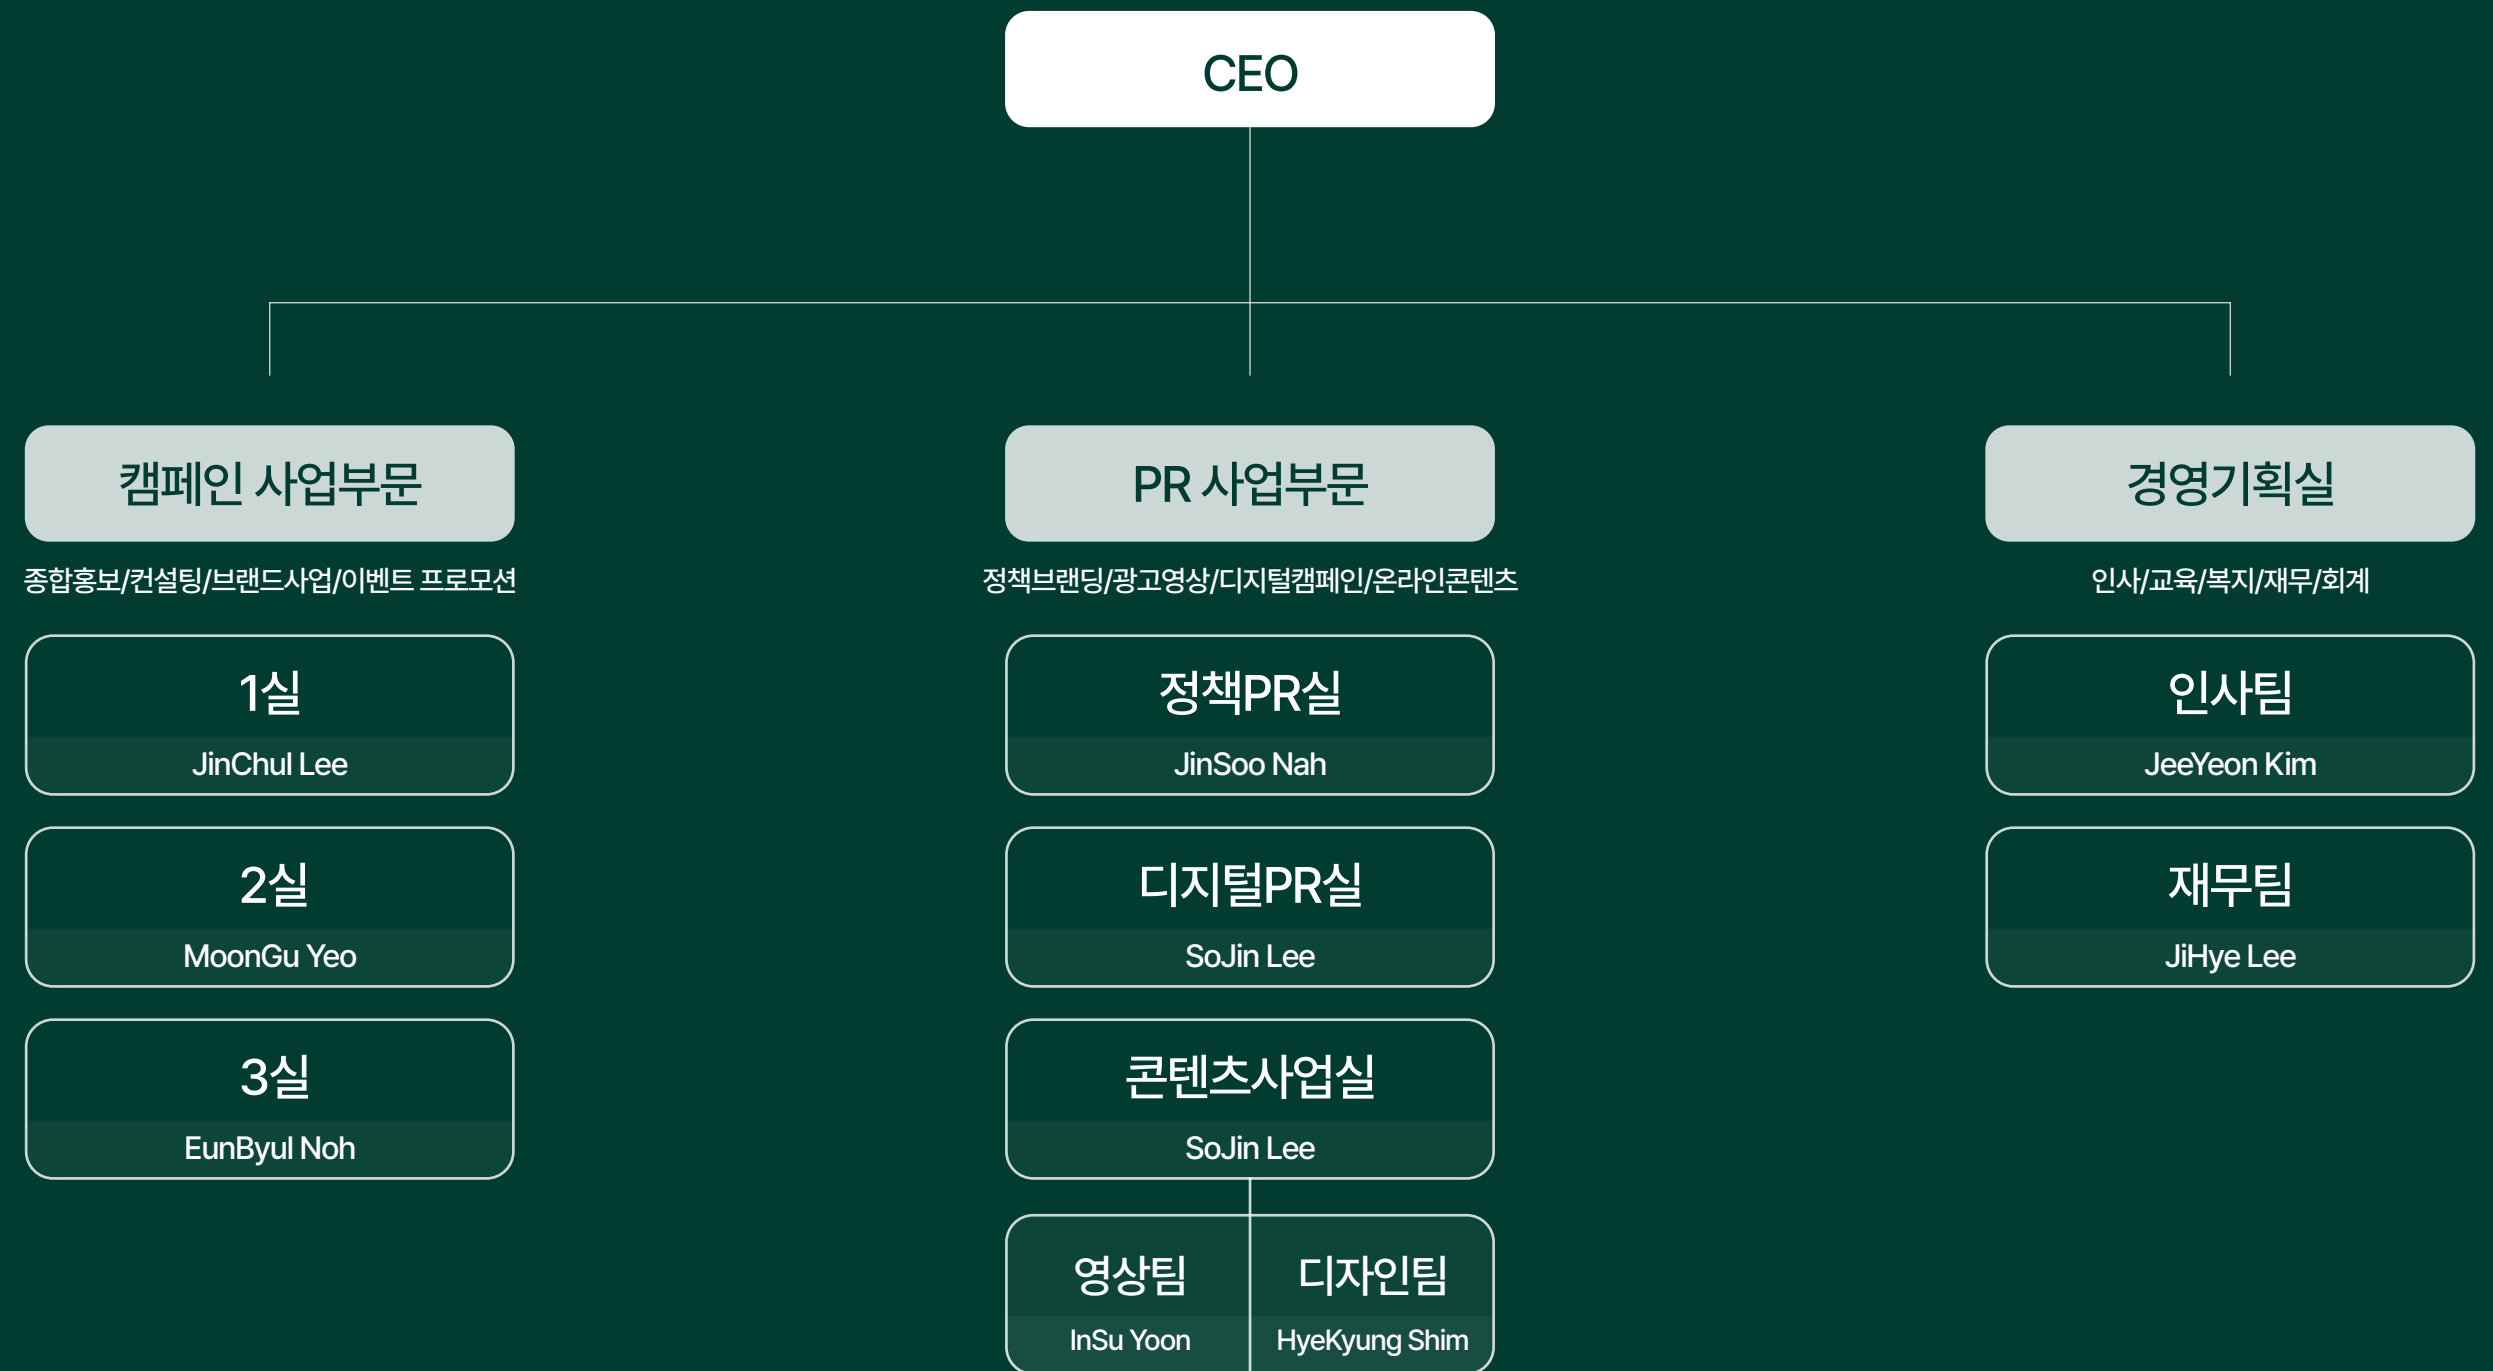 CEO
캠페인 사업부문
종합홍보/컨설팅/브랜드사업/이벤트 프로모션
1실
JinChul Lee
2실
MoonGu Yeo
3실
EunByul Noh
PR 사업부문
정책브랜딩/광고영상/디지털캠페인/온라인콘텐츠
정책PR실
JinSoo Nah
디지털PR실
SoJin Lee
콘텐츠사업실
SoJin Lee
영상팀
InSu Yoon
디자인팀
HyeKyung Shim
경영기획실
인사/교육/복지/재무/회계
인사팀
JeeYeon Kim
재무팀
JiHye Lee